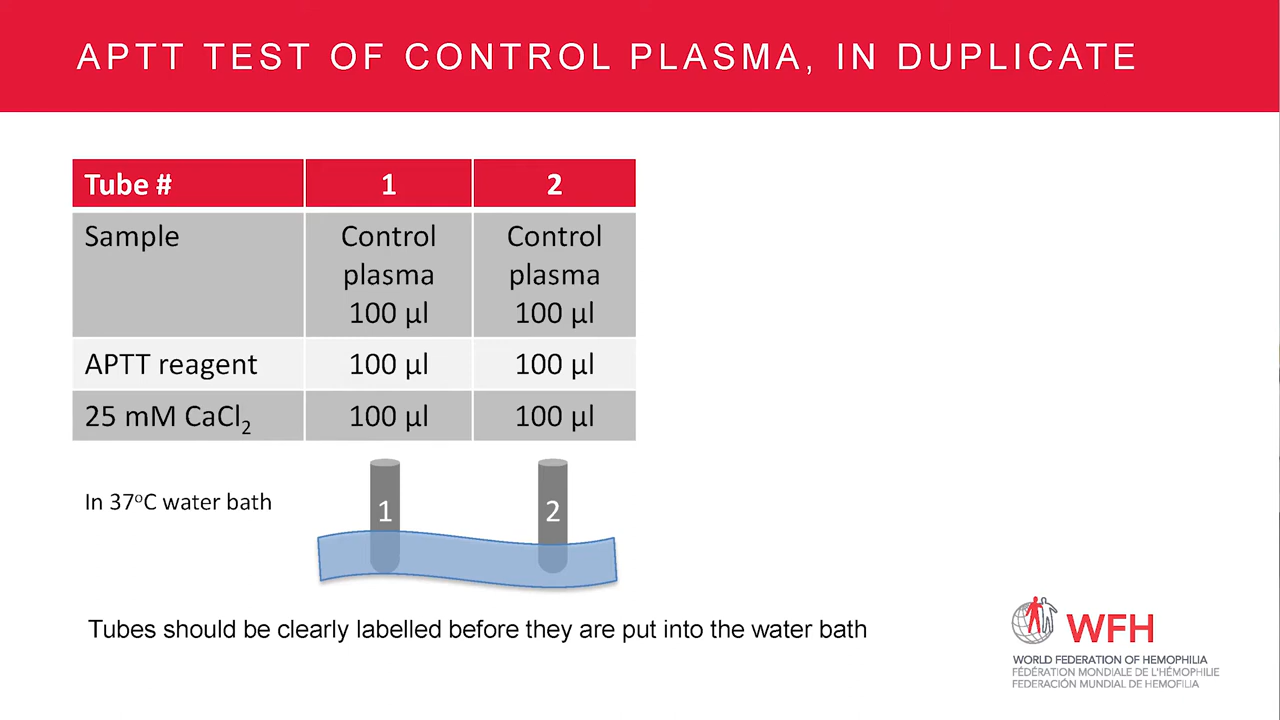 APTT TEST OF CONTROL PLASMA, IN DUPLICATE
Tube # 1 2
Sample Control plasma 100 µl Control plasma 100 µl
APTT reagent 100 µl 100 µl
25 mM CaCl₂ 100 µl 100 µl
In 37°C water bath
1 2
Tubes should be clearly labelled before they are put into the water bath
WFH
WORLD FEDERATION OF HEMOPHILIA
FÉDÉRATION MONDIALE DE L'HÉMOPHILIE
FEDERACIÓN MUNDIAL DE HEMOFILIA